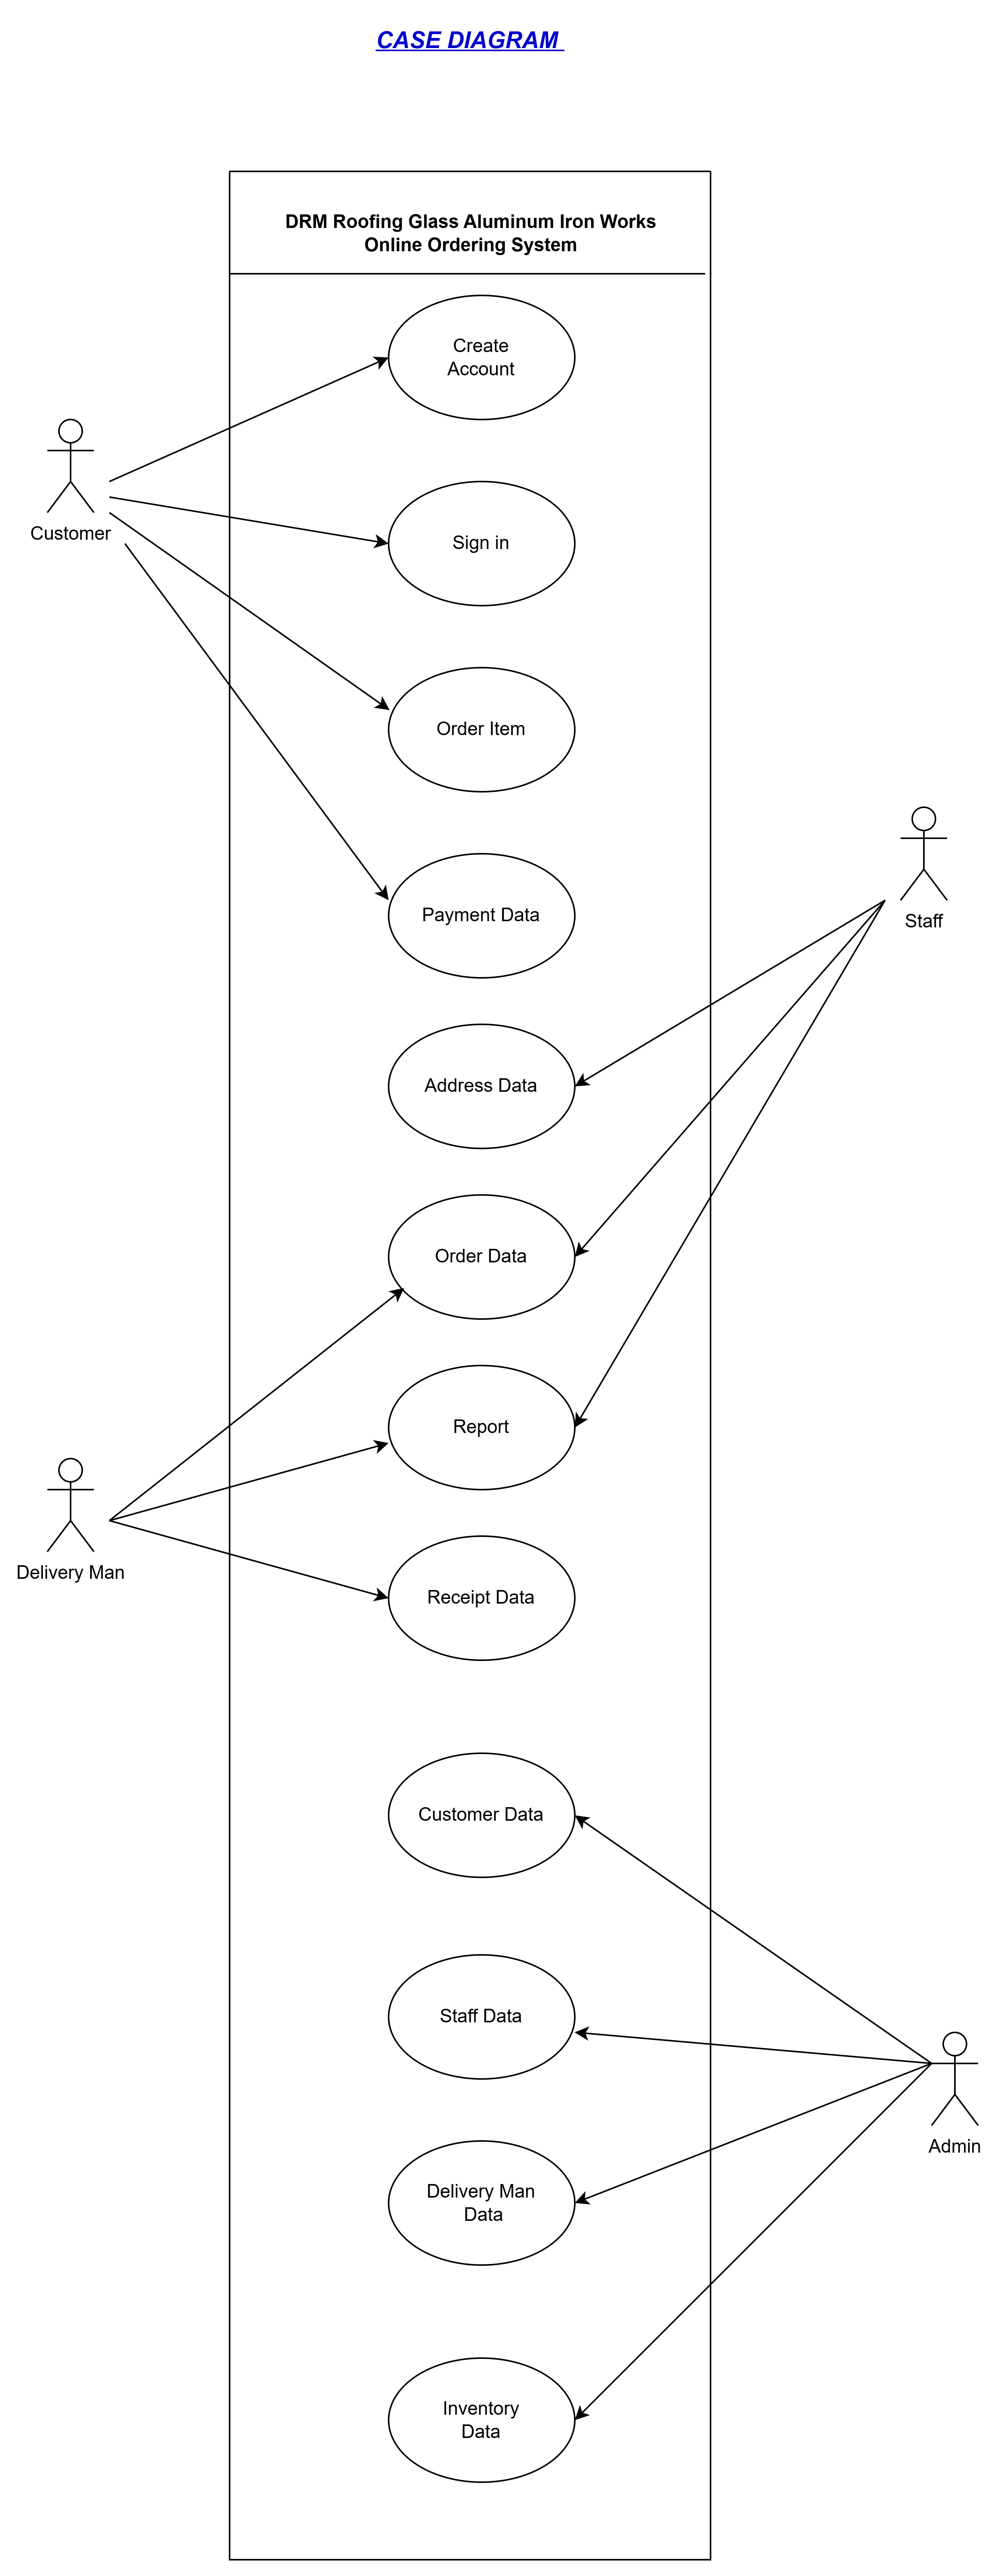 CASE DIAGRAM
DRM Roofing Glass Aluminum Iron Works
Online Ordering System
Create
Account
Customer
Sign in
Order Item
Staff
Payment Data
Address Data
Order Data
Report
Delivery Man
Receipt Data
Customer Data
Staff Data
Admin
Delivery Man
Data
Inventory
Data